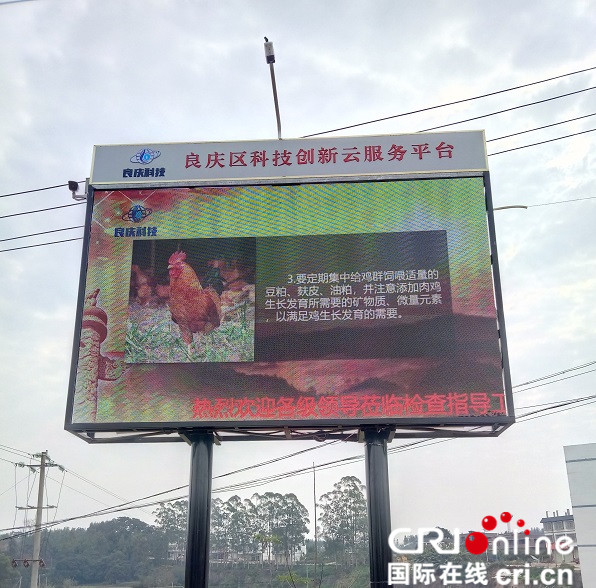 良庆科技
良庆区科技创新云服务平台
良庆科技
3.要定期集中给鸡群饲喂适量的
豆粕、麸皮、油粕，并注意添加肉鸡
生长发育所需要的矿物质、微量元素
，以满足鸡生长发育的需要。
熱烈欢迎各级领导莅临检查指导工
CRI Online
国际在线 cri.cn